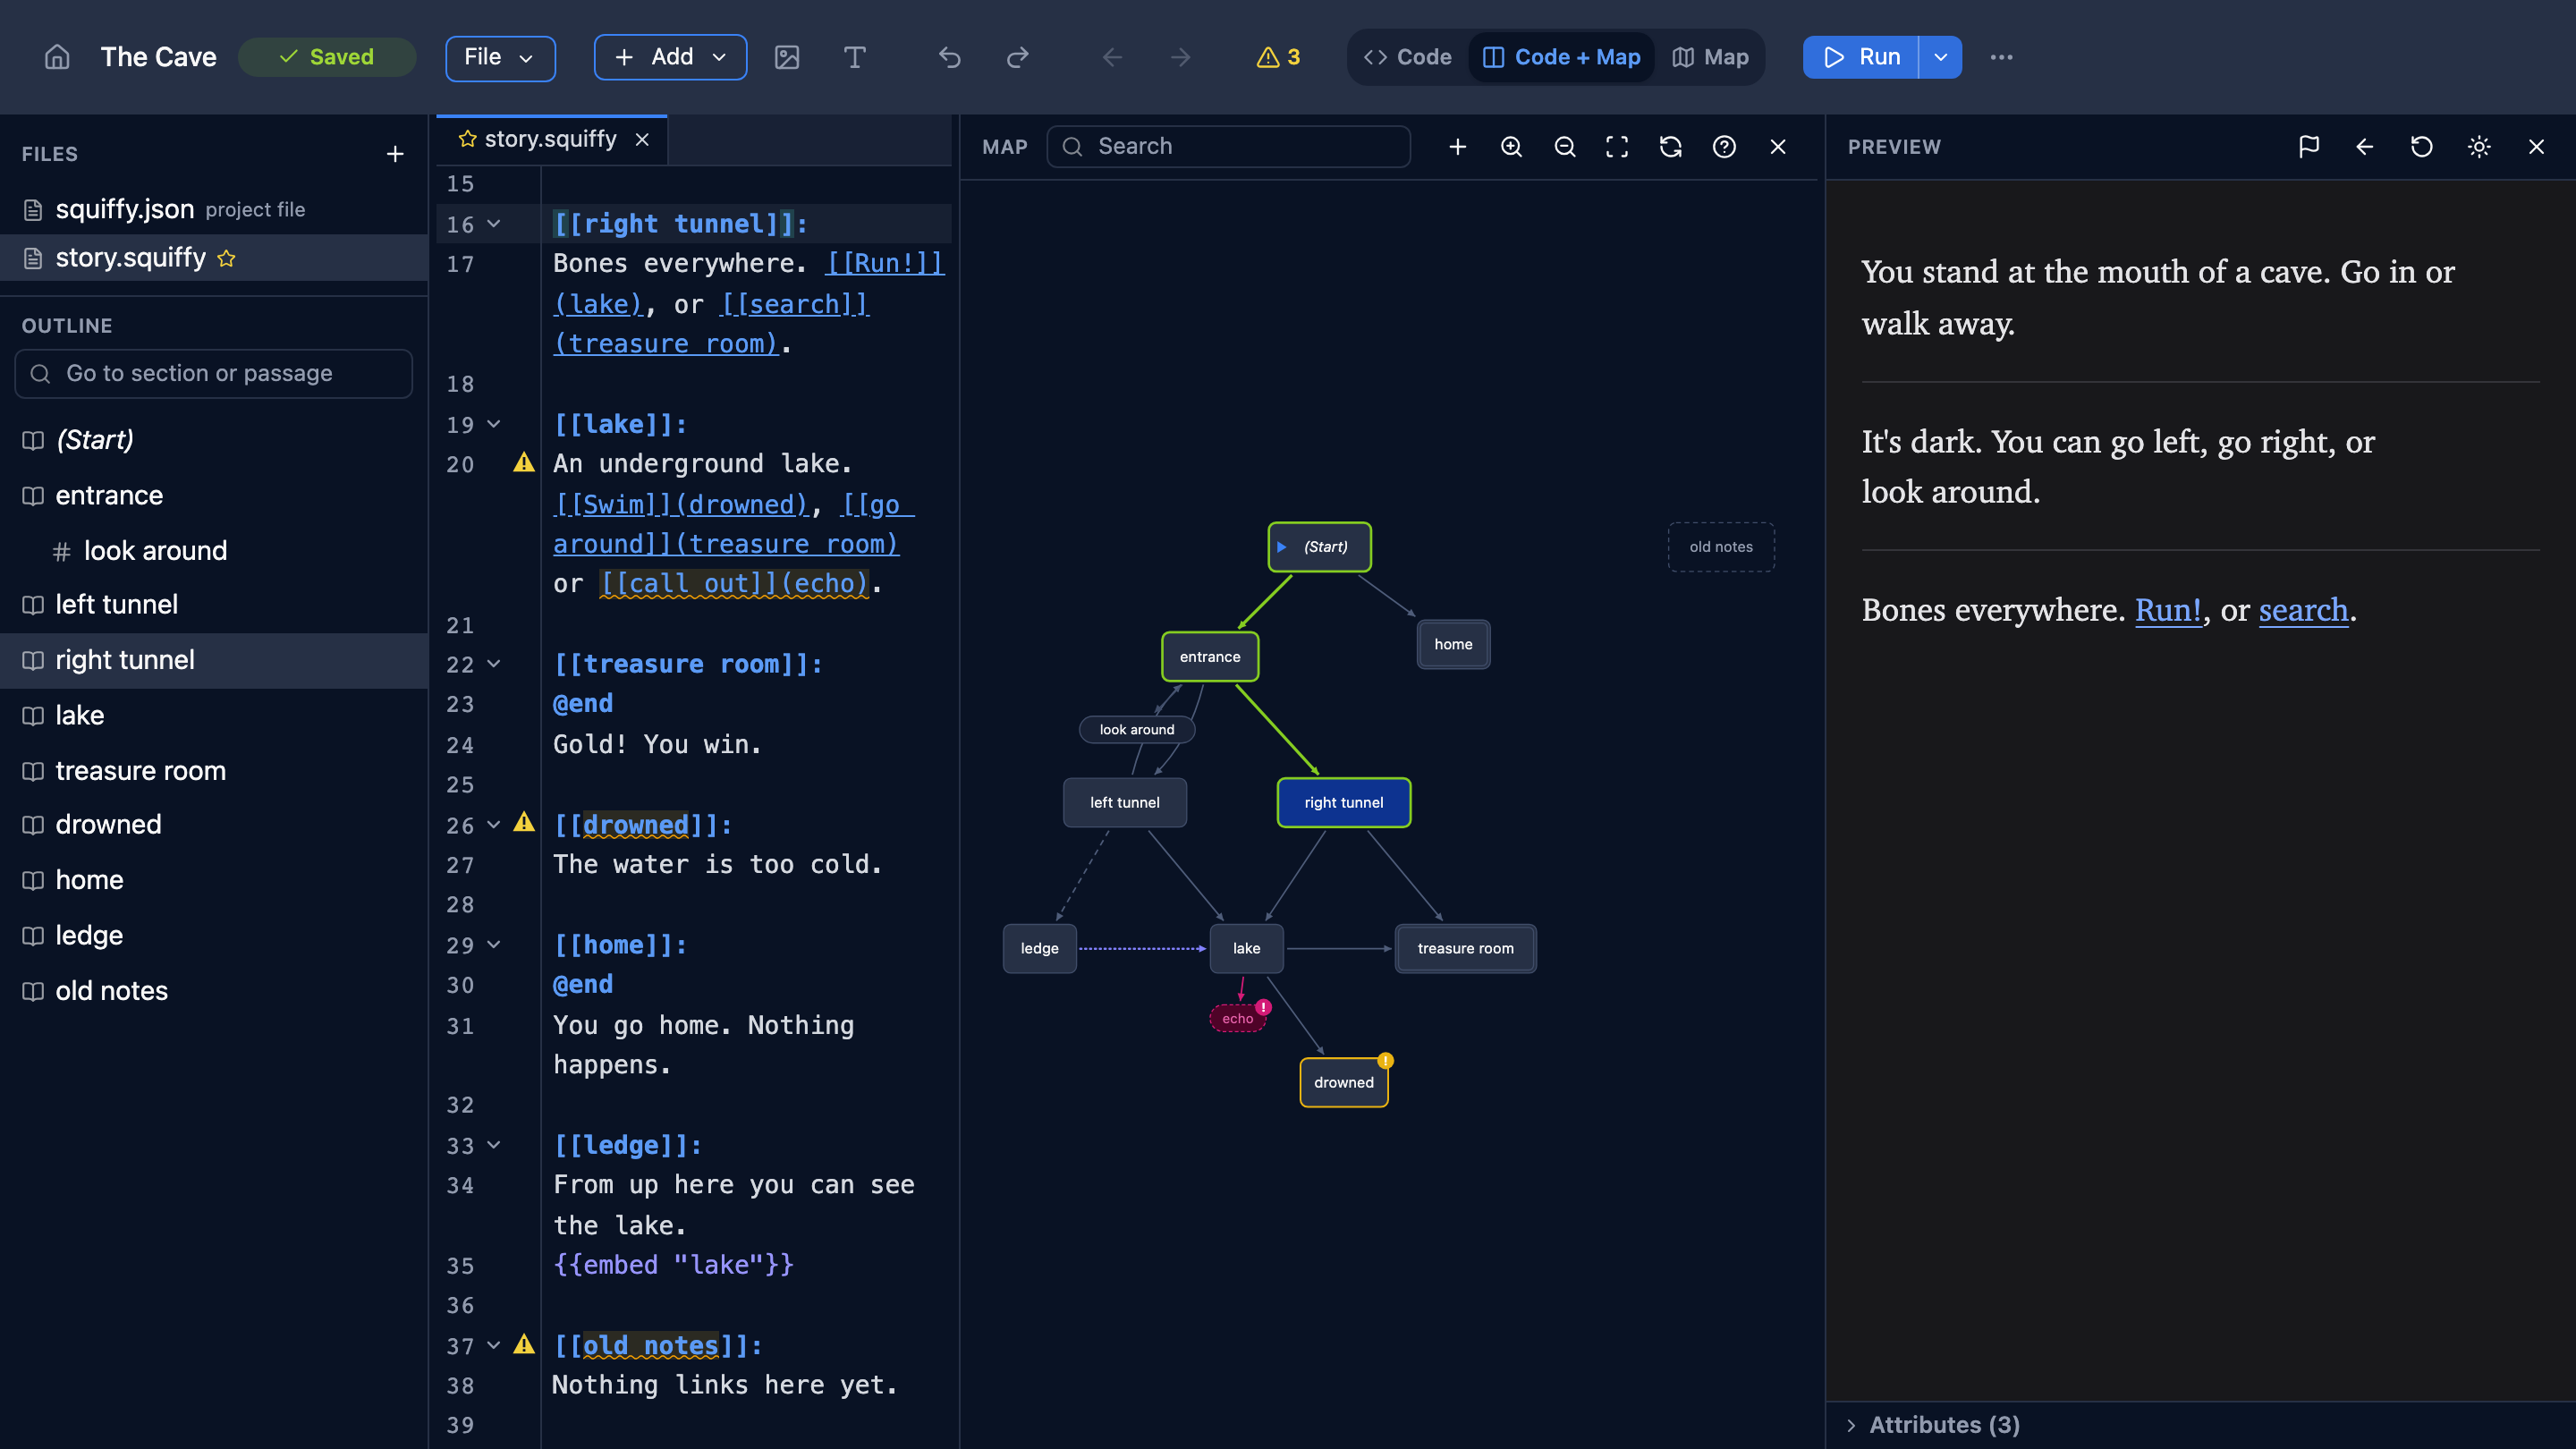 The Cave
Saved
File
Add
3
Code
Code + Map
Map
Run
FILES
squiffy.json project file
story.squiffy
OUTLINE
Go to section or passage
(Start)
entrance
# look around
left tunnel
right tunnel
lake
treasure room
drowned
home
ledge
old notes
story.squiffy
15
16 [[right tunnel]]:
17 Bones everywhere. [[Run!]]
(lake), or [[search]]
(treasure room).
18
19 [[lake]]:
20 An underground lake.
[[Swim]](drowned), [[go
around]](treasure room)
or [[call out]](echo).
21
22 [[treasure room]]:
23 @end
24 Gold! You win.
25
26 [[drowned]]:
27 The water is too cold.
28
29 [[home]]:
30 @end
31 You go home. Nothing
happens.
32
33 [[ledge]]:
34 From up here you can see
the lake.
35 {{embed "lake"}}
36
37 [[old notes]]:
38 Nothing links here yet.
39
MAP
Search
(Start)
old notes
home
entrance
look around
left tunnel
right tunnel
ledge
lake
treasure room
echo
!
drowned
!
PREVIEW
You stand at the mouth of a cave. Go in or
walk away.
It's dark. You can go left, go right, or
look around.
Bones everywhere. Run!, or search.
Attributes (3)